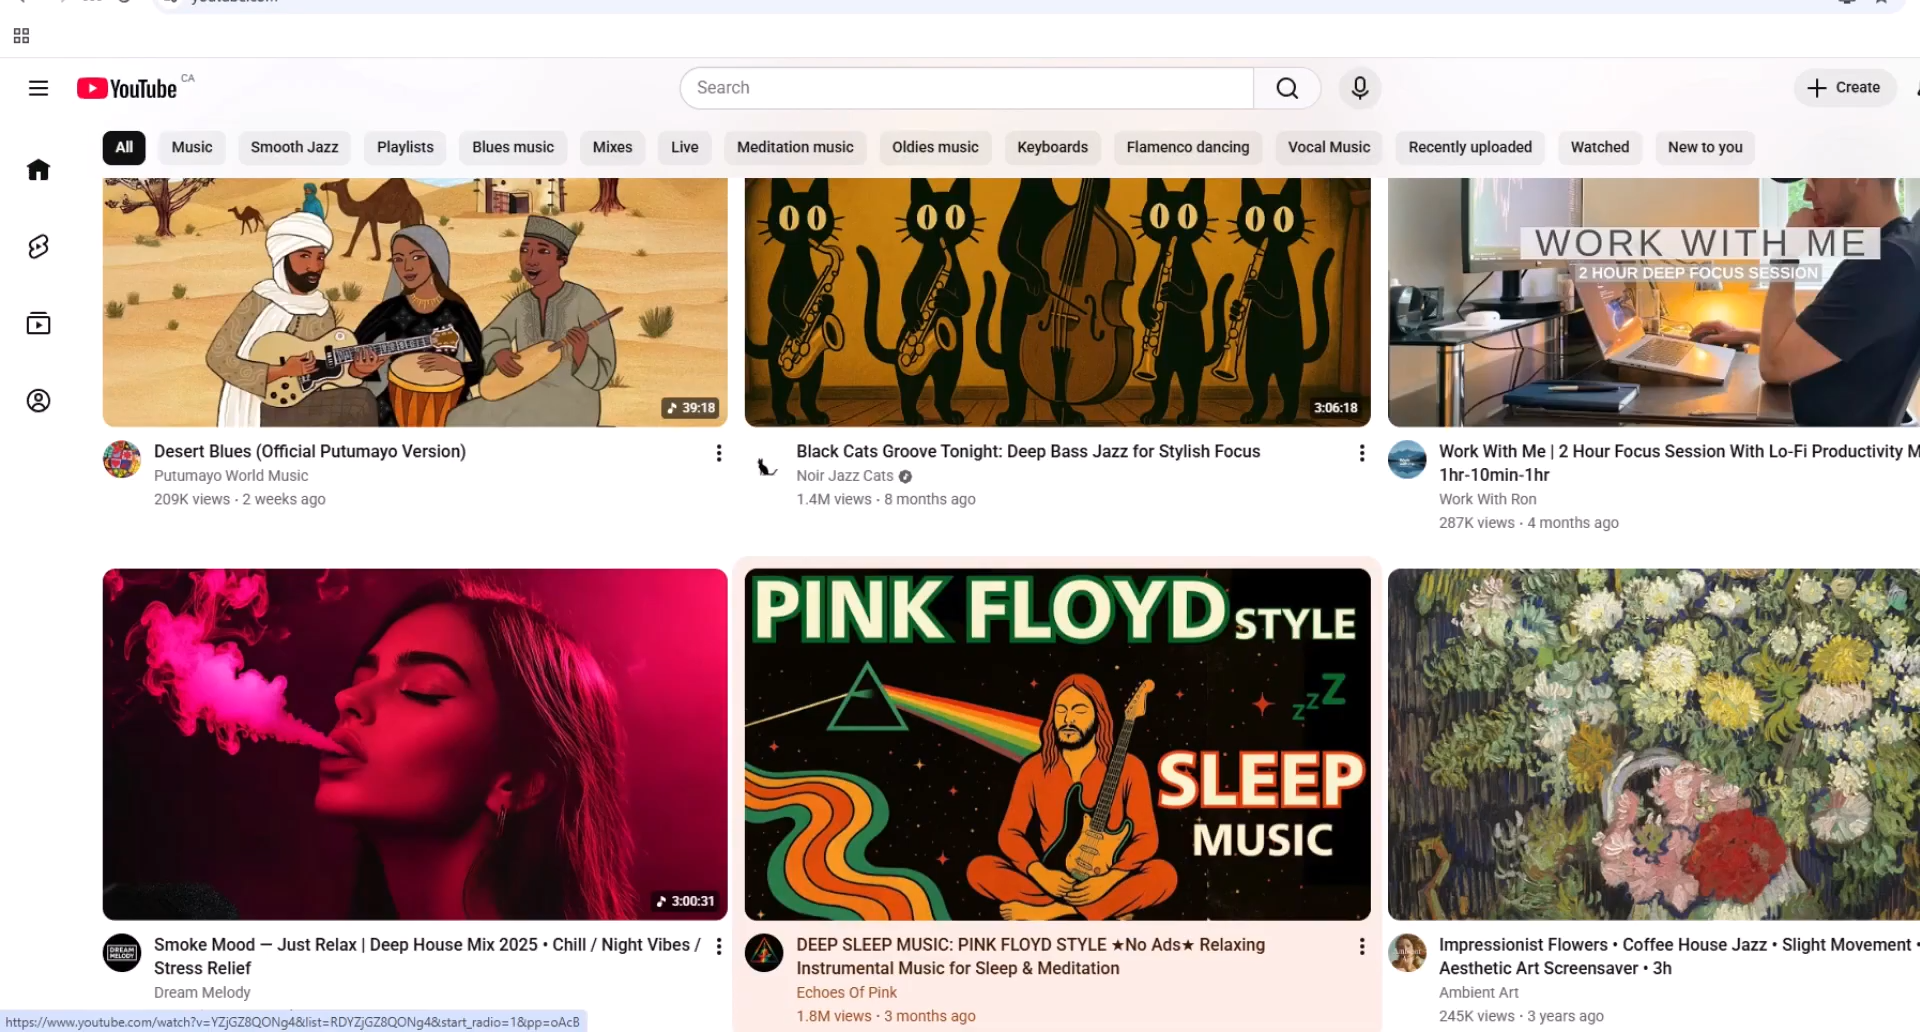 YouTube CA
Search
Create
All
Music
Smooth Jazz
Playlists
Blues music
Mixes
Live
Meditation music
Oldies music
Keyboards
Flamenco dancing
Vocal Music
Recently uploaded
Watched
New to you
39:18
Desert Blues (Official Putumayo Version)
Putumayo World Music
209K views · 2 weeks ago
3:06:18
Black Cats Groove Tonight: Deep Bass Jazz for Stylish Focus
Noir Jazz Cats
1.4M views · 8 months ago
WORK WITH ME
2 HOUR DEEP FOCUS SESSION
Work With Me | 2 Hour Focus Session With Lo-Fi Productivity M
1hr-10min-1hr
Work With Ron
287K views · 4 months ago
3:00:31
DREAM
MELODY
Smoke Mood — Just Relax | Deep House Mix 2025 • Chill / Night Vibes /
Stress Relief
Dream Melody
PINK FLOYD STYLE
zzZ
SLEEP
MUSIC
DEEP SLEEP MUSIC: PINK FLOYD STYLE ★No Ads★ Relaxing
Instrumental Music for Sleep & Meditation
Echoes Of Pink
1.8M views · 3 months ago
Impressionist Flowers • Coffee House Jazz • Slight Movement •
Aesthetic Art Screensaver • 3h
Ambient Art
245K views · 3 years ago
https://www.youtube.com/watch?v=YZjGZ8QONg4&list=RDYZjGZ8QONg4&start_radio=1&pp=oAcB